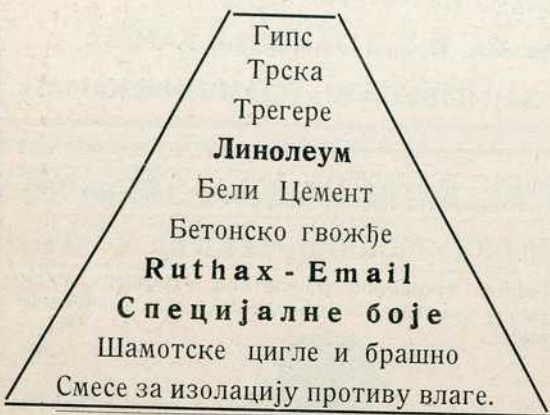 Гипс
Трска
Трегере
Линолеум
Бели Цемент
Бетонско гвожђе
Ruthax - Email
Специјалне боје
Шамотске цигле и брашно
Смесе за изолацију противу влаге.